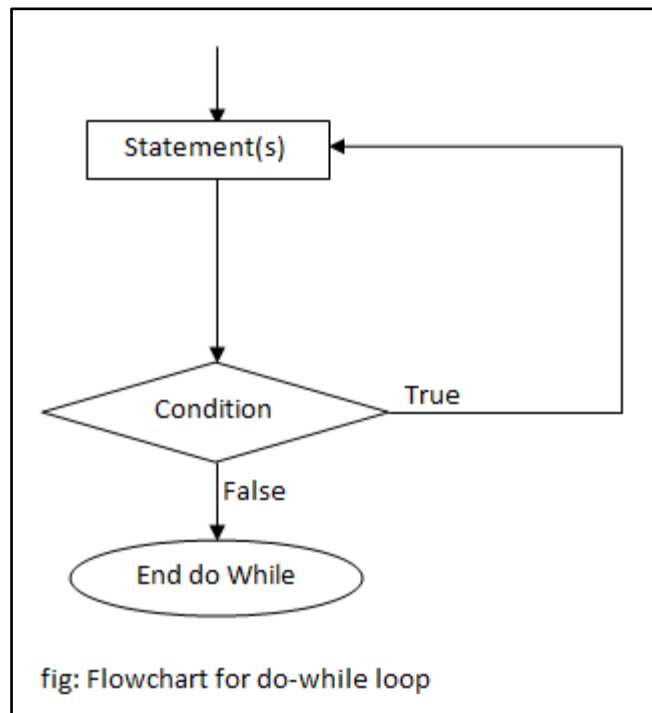 Statement(s)
Condition
True
False
End do While
fig: Flowchart for do-while loop